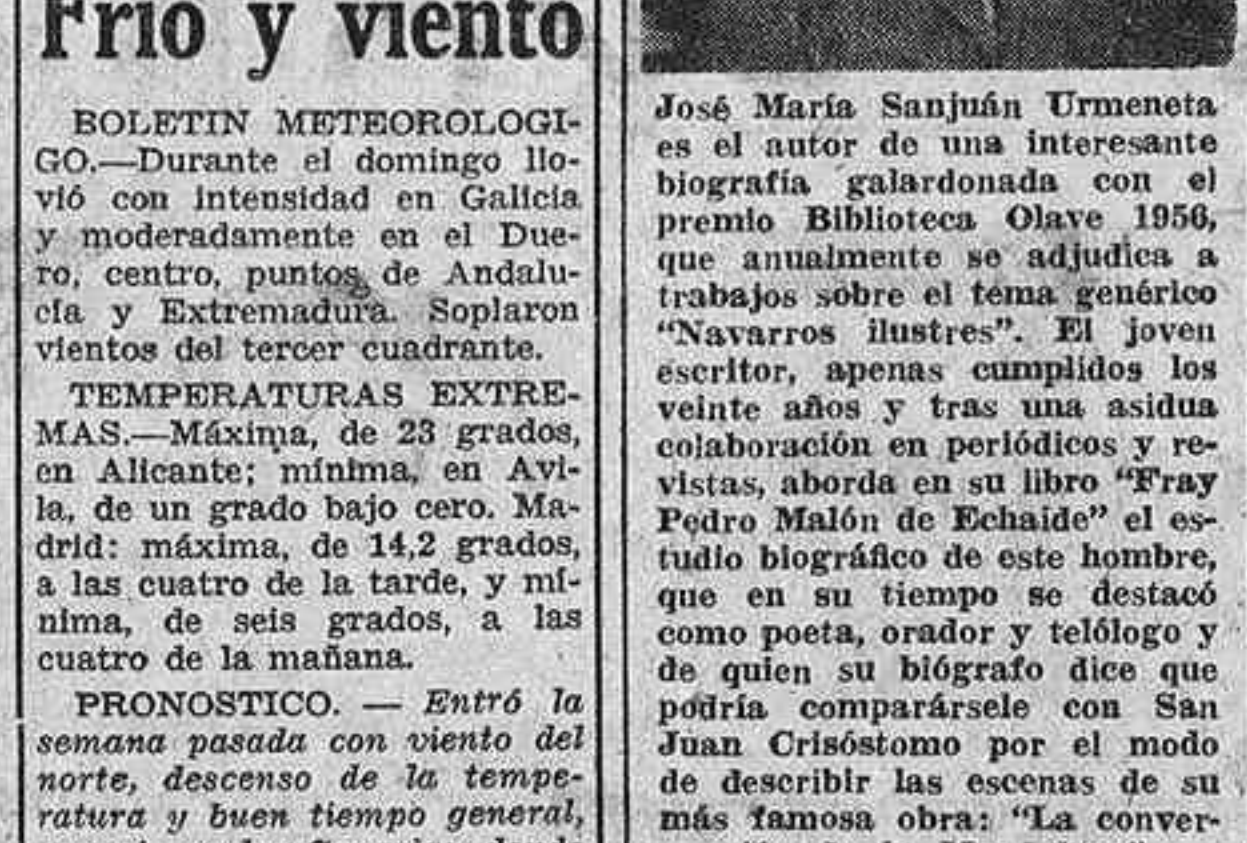 Frío y viento
BOLETIN METEOROLOGI-
GO.—Durante el domingo llo-
vió con intensidad en Galicia
y moderadamente en el Due-
ro, centro, puntos de Andalu-
cía y Extremadura. Soplaron
vientos del tercer cuadrante.
TEMPERATURAS EXTRE-
MAS.—Máxima, de 23 grados,
en Alicante; mínima, en Avi-
la, de un grado bajo cero. Ma-
drid: máxima, de 14,2 grados,
a las cuatro de la tarde, y mí-
nima, de seis grados, a las
cuatro de la mañana.
PRONOSTICO. — Entró la
semana pasada con viento del
norte, descenso de la tempe-
ratura y buen tiempo general,
José María Sanjuán Urmeneta
es el autor de una interesante
biografía galardonada con el
premio Biblioteca Olave 1956,
que anualmente se adjudica a
trabajos sobre el tema genérico
“Navarros ilustres”. El joven
escritor, apenas cumplidos los
veinte años y tras una asidua
colaboración en periódicos y re-
vistas, aborda en su libro “Fray
Pedro Malón de Echaide” el es-
tudio biográfico de este hombre,
que en su tiempo se destacó
como poeta, orador y telólogo y
de quien su biógrafo dice que
podría comparársele con San
Juan Crisóstomo por el modo
de describir las escenas de su
más famosa obra: “La conver-